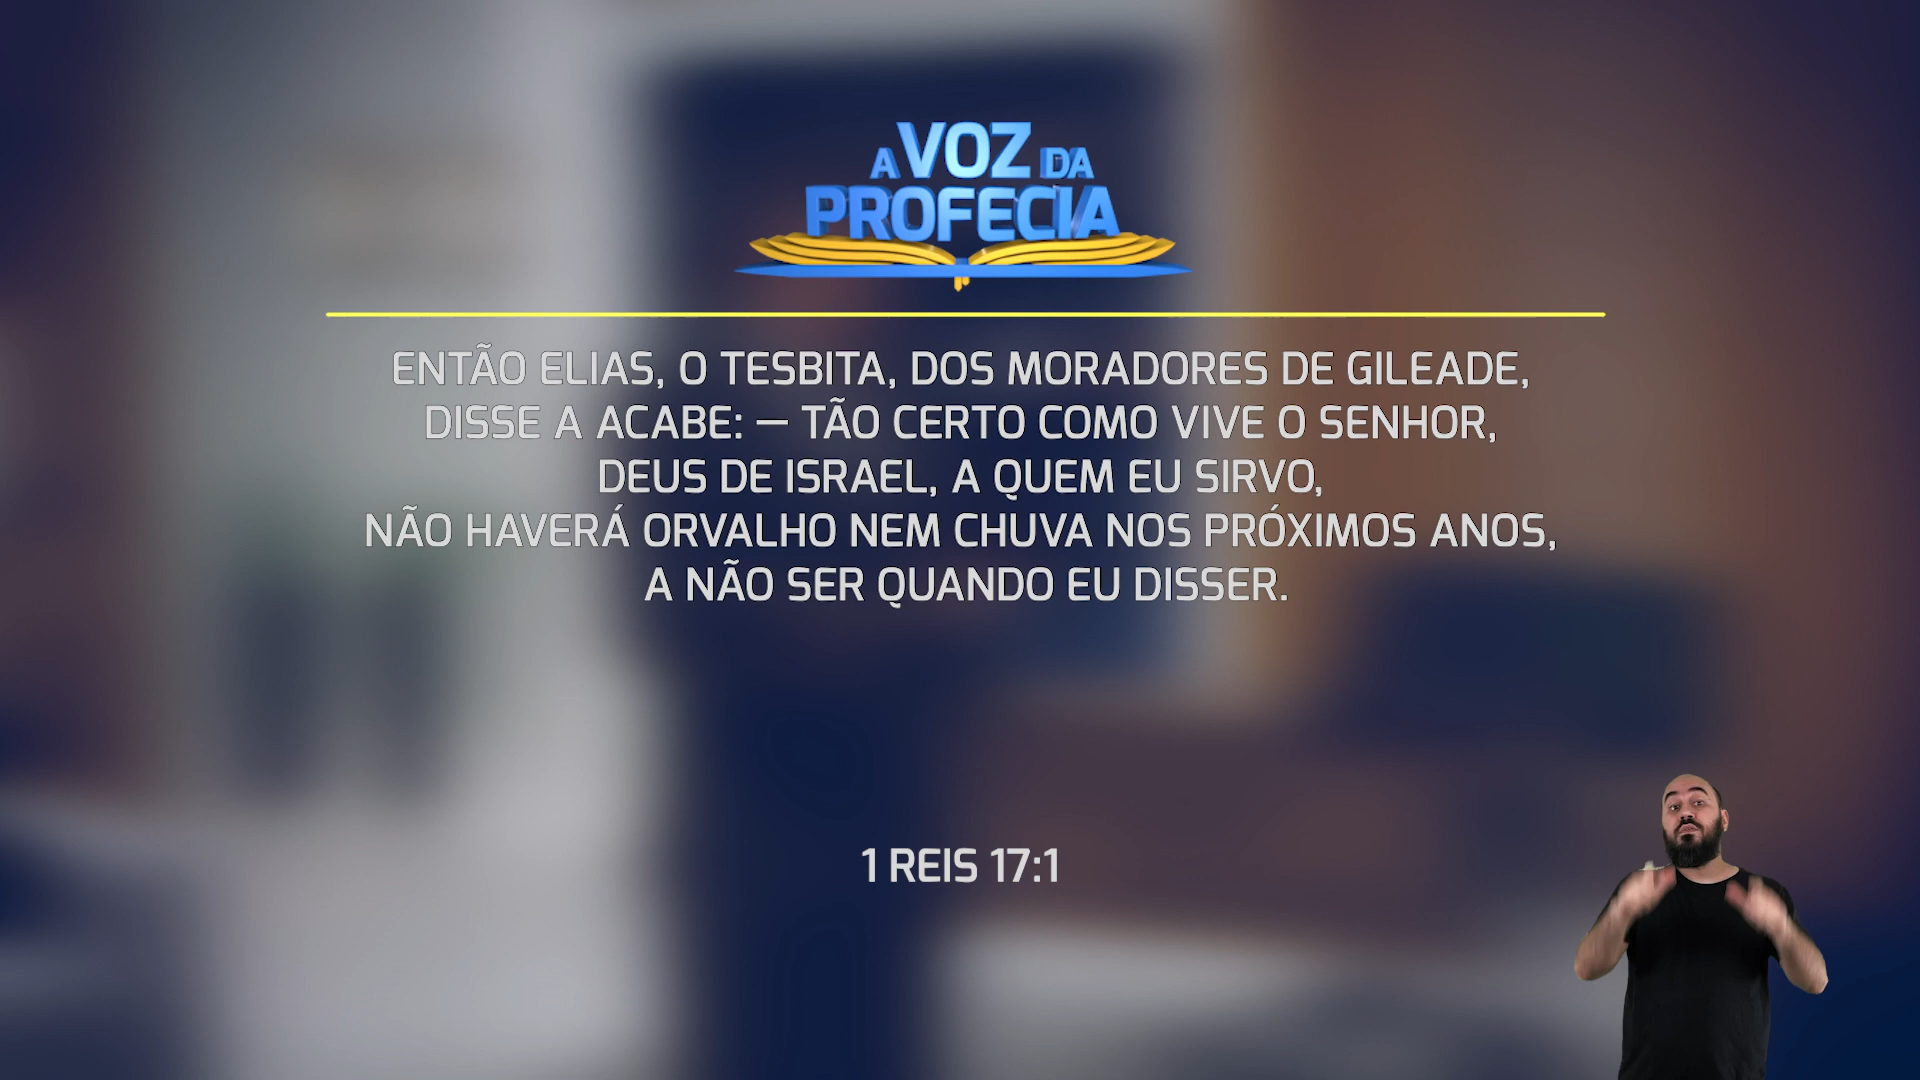 A VOZ DA
PROFECIA
ENTÃO ELIAS, O TESBITA, DOS MORADORES DE GILEADE,
DISSE A ACABE: — TÃO CERTO COMO VIVE O SENHOR,
DEUS DE ISRAEL, A QUEM EU SIRVO,
NÃO HAVERÁ ORVALHO NEM CHUVA NOS PRÓXIMOS ANOS,
A NÃO SER QUANDO EU DISSER.
1 REIS 17:1